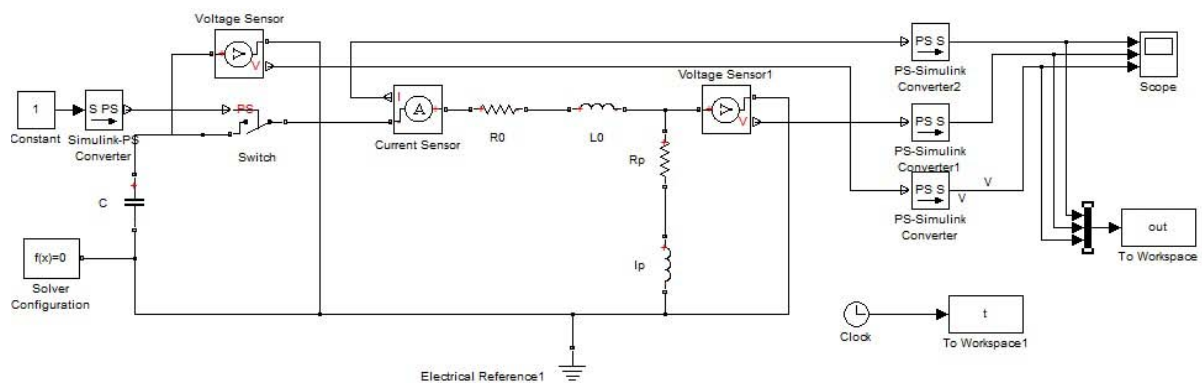 Voltage Sensor
V
1
Constant
S PS
Simulink-PS
Converter
PS
Switch
C
f(x)=0
Solver
Configuration
I
A
Current Sensor
R0
L0
Voltage Sensor1
V
Rp
Ip
Electrical Reference1
PS S
PS-Simulink
Converter2
PS S
PS-Simulink
Converter1
PS S
PS-Simulink
Converter
V
V
Scope
out
To Workspace
Clock
t
To Workspace1